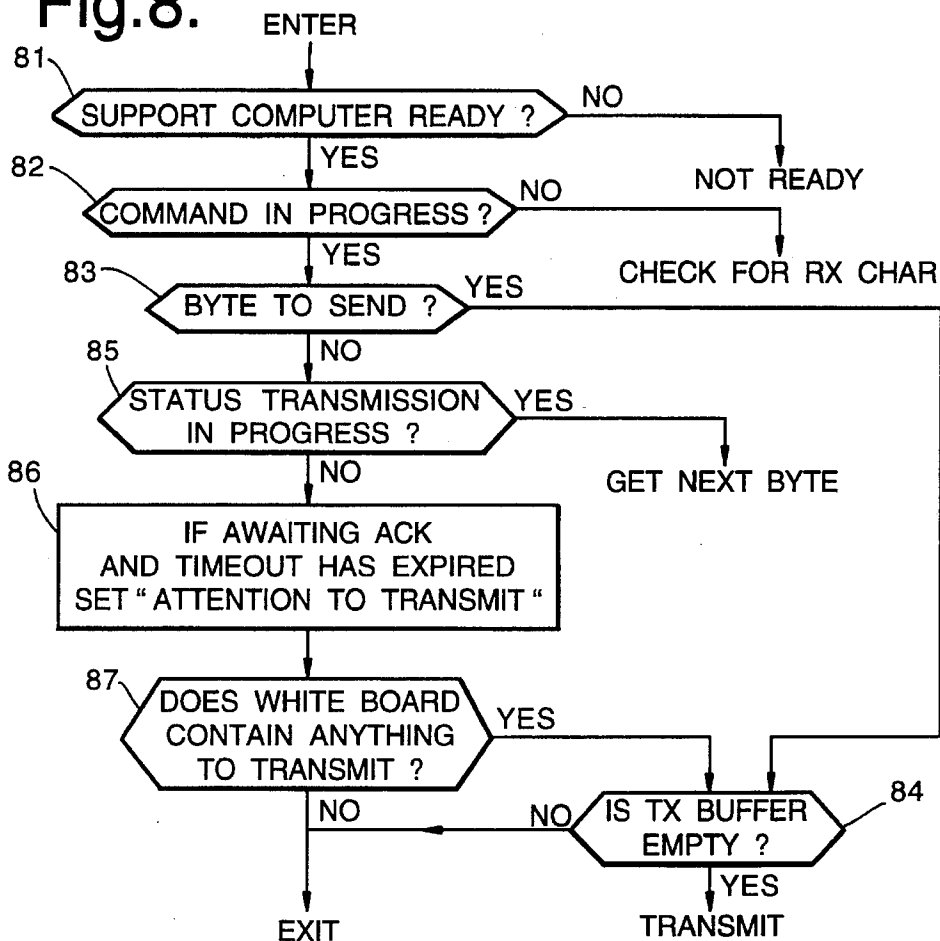 Fig.8.
ENTER
81
SUPPORT COMPUTER READY ?
NO
YES
NOT READY
82
COMMAND IN PROGRESS ?
NO
YES
CHECK FOR RX CHAR
83
BYTE TO SEND ?
YES
NO
85
STATUS TRANSMISSION
IN PROGRESS ?
YES
NO
GET NEXT BYTE
86
IF AWAITING ACK
AND TIMEOUT HAS EXPIRED
SET " ATTENTION TO TRANSMIT "
87
DOES WHITE BOARD
CONTAIN ANYTHING
TO TRANSMIT ?
YES
NO
84
IS TX BUFFER
EMPTY ?
NO
YES
EXIT
TRANSMIT